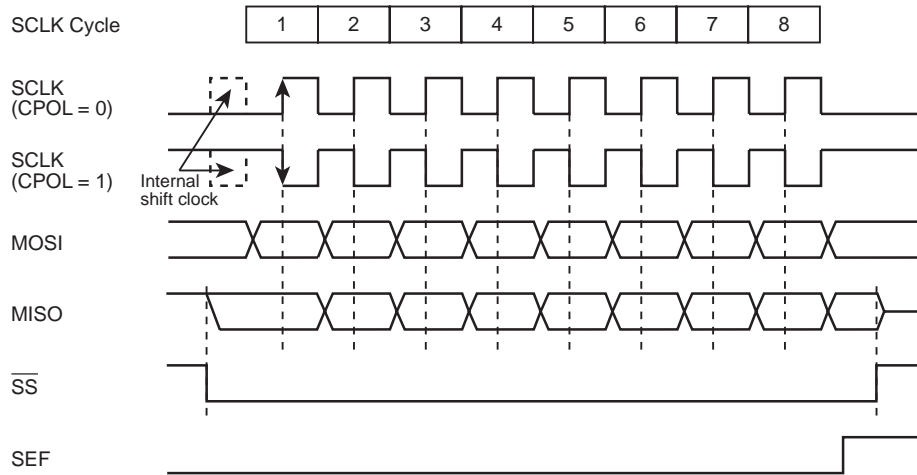 SCLK Cycle 1 2 3 4 5 6 7 8
SCLK
(CPOL = 0)
SCLK
(CPOL = 1)
Internal
shift clock
MOSI
MISO
SS
SEF